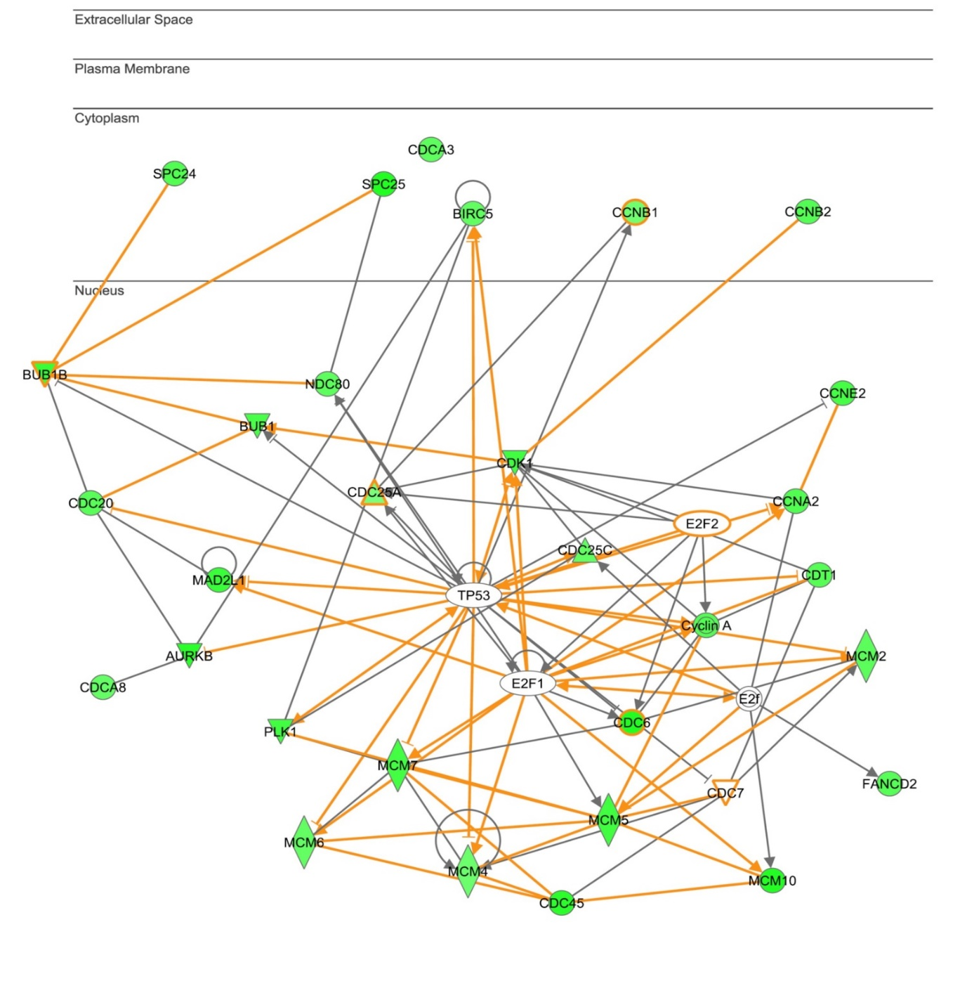 Extracellular Space
Plasma Membrane
Cytoplasm
CDCA3
SPC24
SPC25
BIRC5
CCNB1
CCNB2
Nucleus
BUB1B
NDC80
CCNE2
BUB1
CDK1
CDC25A
CCNA2
CDC20
E2F2
CDC25C
MAD2L1
CDT1
TP53
Cyclin A
AURKB
MCM2
CDCA8
E2F1
E2f
CDC6
PLK1
MCM7
FANCD2
CDC7
MCM5
MCM6
MCM4
MCM10
CDC45